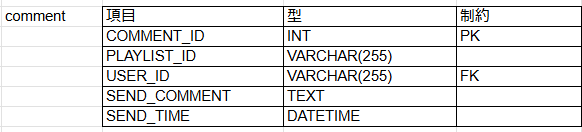 comment 項目 型 制約
COMMENT_ID INT PK
PLAYLIST_ID VARCHAR(255)
USER_ID VARCHAR(255) FK
SEND_COMMENT TEXT
SEND_TIME DATETIME